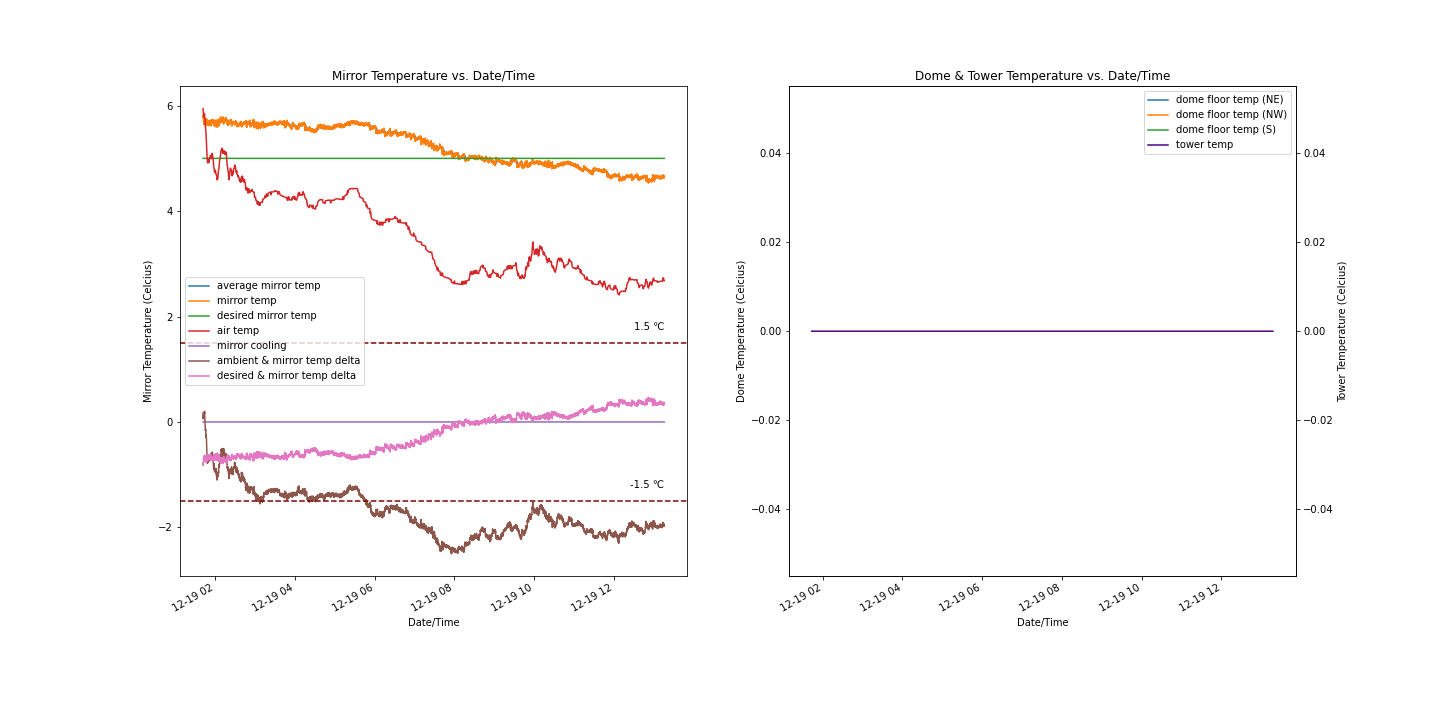 Mirror Temperature vs. Date/Time
6
4
2
0
−2
Mirror Temperature (Celcius)
average mirror temp
mirror temp
desired mirror temp
air temp
mirror cooling
ambient & mirror temp delta
desired & mirror temp delta
1.5 ℃
-1.5 ℃
12-19 02
12-19 04
12-19 06
12-19 08
12-19 10
12-19 12
Date/Time
Dome & Tower Temperature vs. Date/Time
dome floor temp (NE)
dome floor temp (NW)
dome floor temp (S)
tower temp
0.04
0.02
0.00
−0.02
−0.04
Dome Temperature (Celcius)
0.04
0.02
0.00
−0.02
−0.04
Tower Temperature (Celcius)
12-19 02
12-19 04
12-19 06
12-19 08
12-19 10
12-19 12
Date/Time